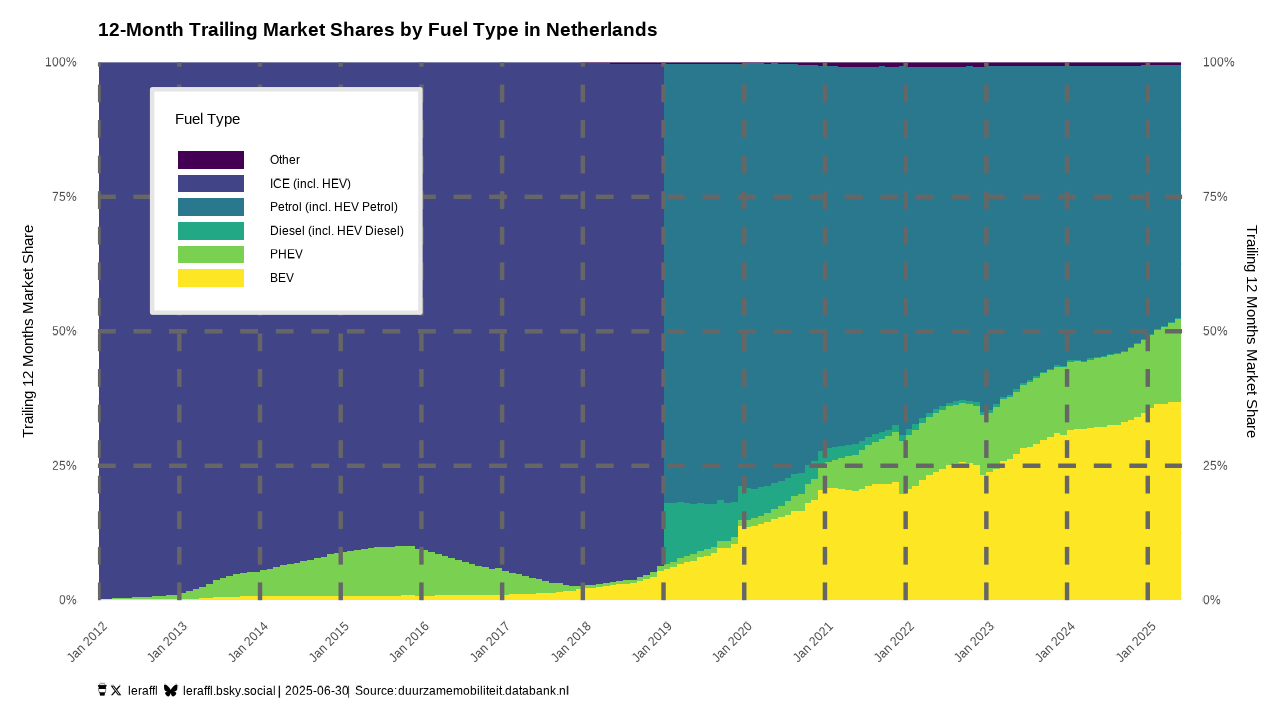 12-Month Trailing Market Shares by Fuel Type in Netherlands
100%
75%
50%
25%
0%
Trailing 12 Months Market Share
Fuel Type
Other
ICE (incl. HEV)
Petrol (incl. HEV Petrol)
Diesel (incl. HEV Diesel)
PHEV
BEV
100%
75%
50%
25%
0%
Trailing 12 Months Market Share
Jan 2012
Jan 2013
Jan 2014
Jan 2015
Jan 2016
Jan 2017
Jan 2018
Jan 2019
Jan 2020
Jan 2021
Jan 2022
Jan 2023
Jan 2024
Jan 2025
leraffl leraffl.bsky.social | 2025-06-30| Source:duurzamemobiliteit.databank.nl